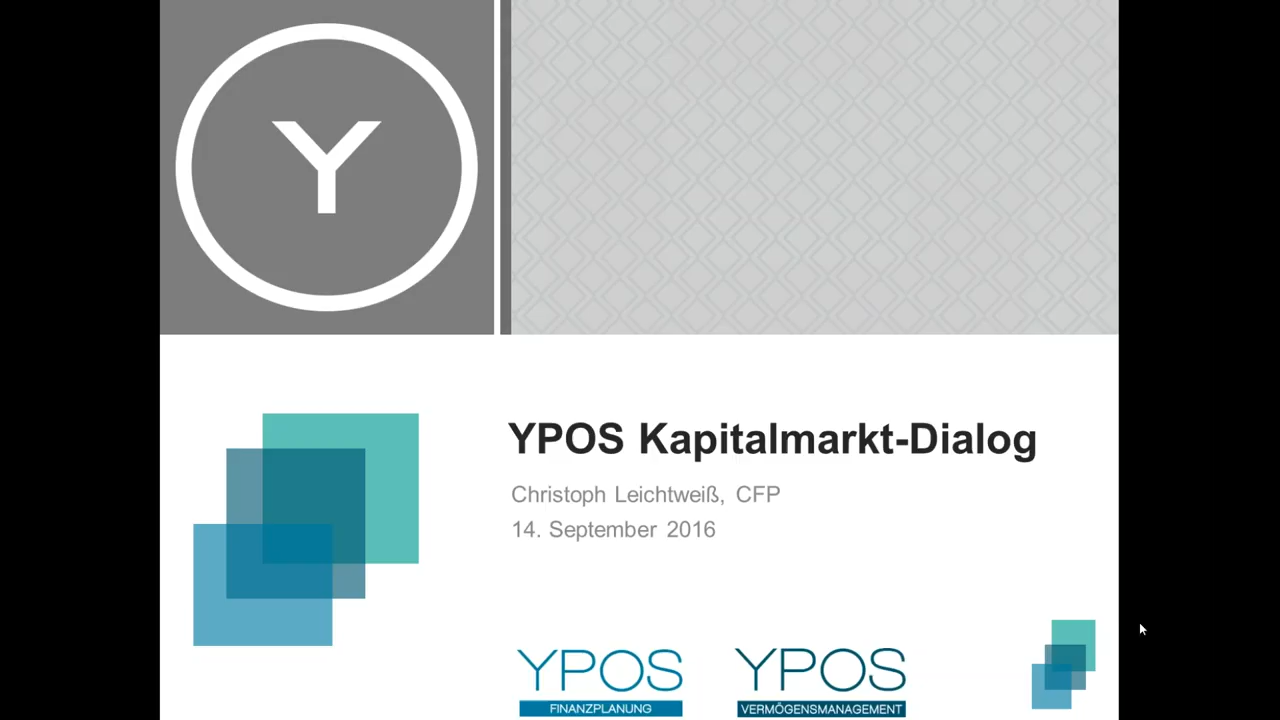 Y
YPOS Kapitalmarkt-Dialog
Christoph Leichtweiß, CFP
14. September 2016
YPOS
FINANZPLANUNG
YPOS
VERMÖGENSMANAGEMENT